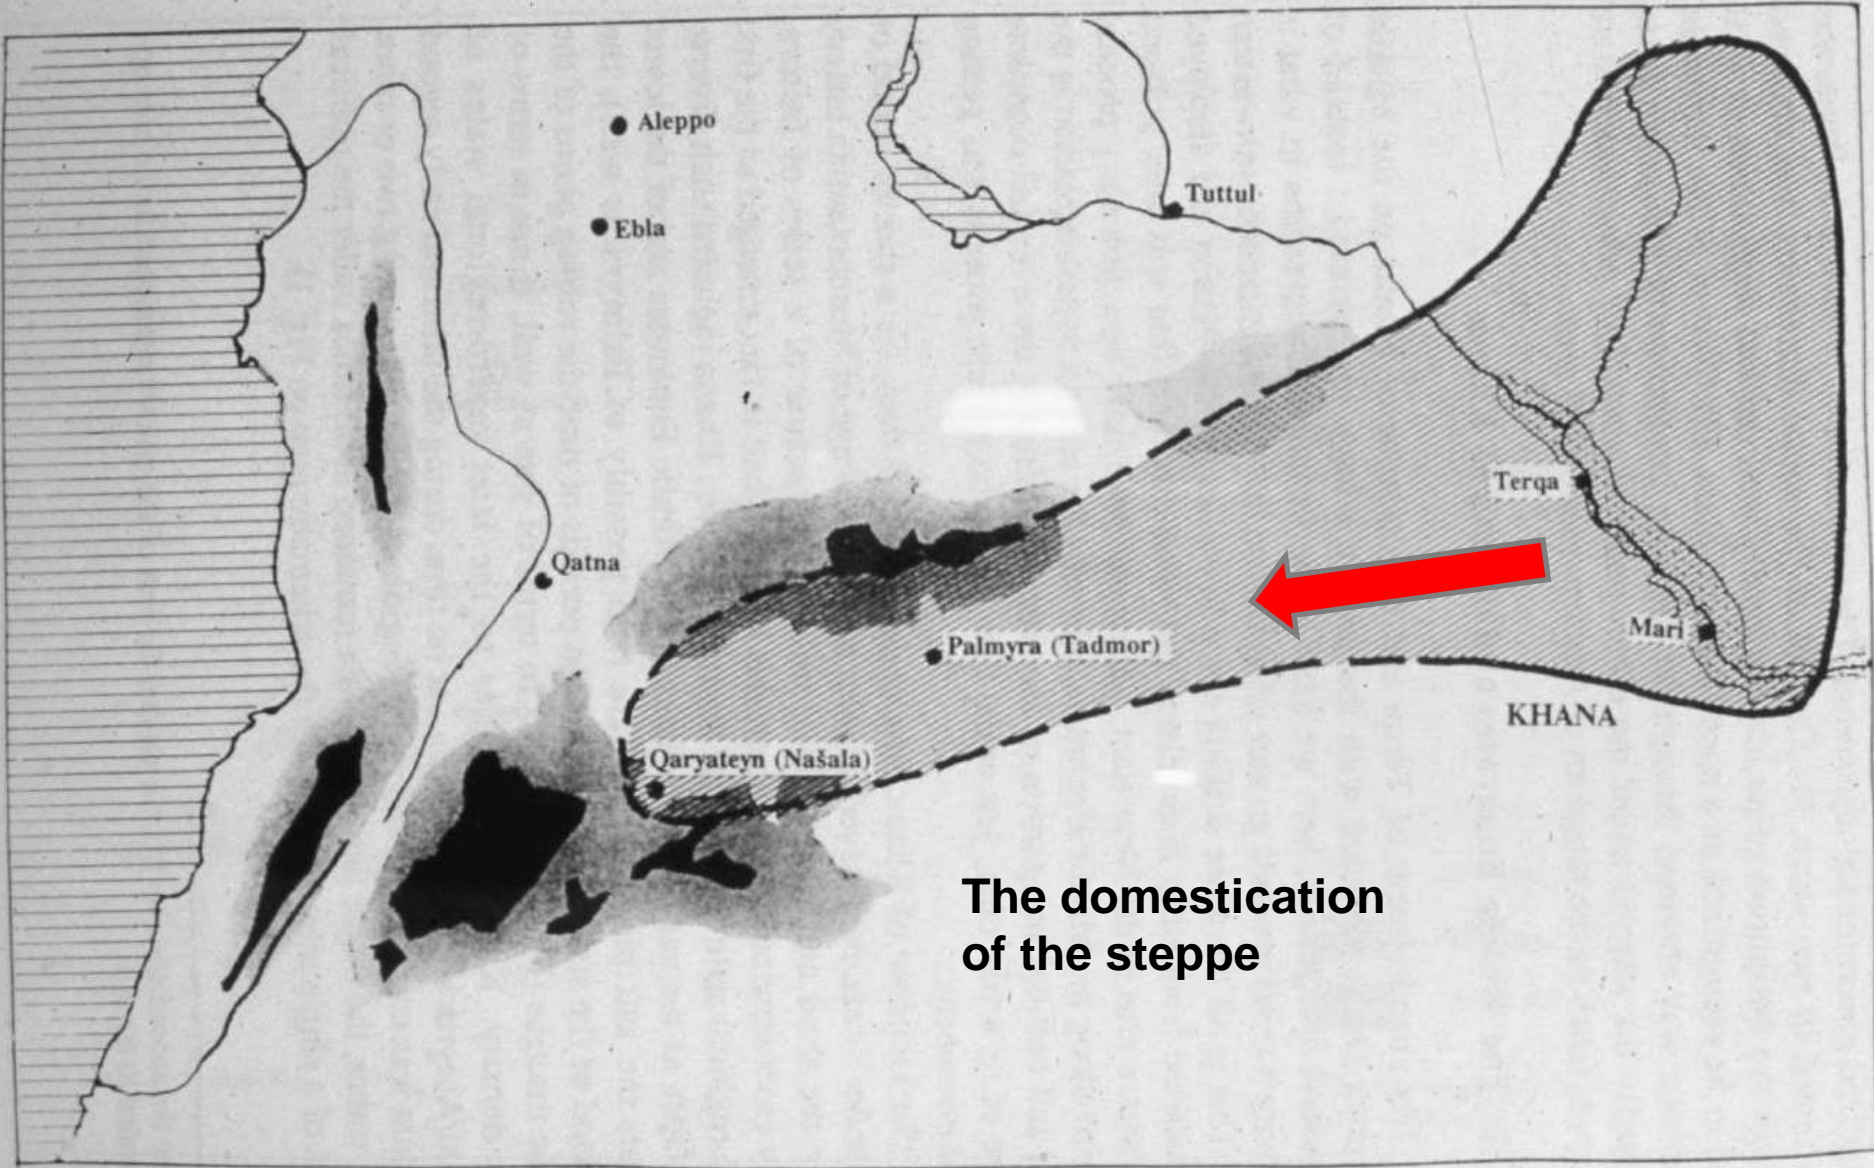 Aleppo
Tuttul
Ebla
Terqa
Qatna
Mari
Palmyra (Tadmor)
KHANA
Qaryateyn (Našala)
The domestication
of the steppe